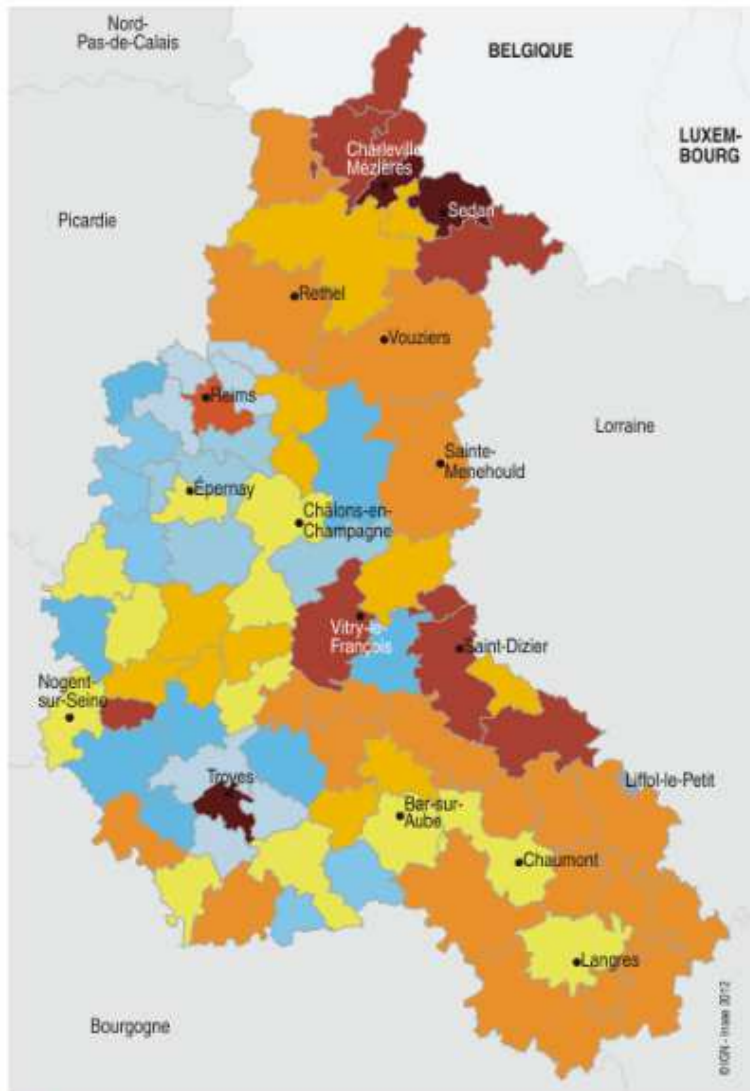 Nord-
Pas-de-Calais
BELGIQUE
LUXEM-
BOURG
Charleville
Mézières
Sedan
Picardie
Rethel
Vouziers
Reims
Lorraine
Sainte-
Menehould
Épernay
Châlons-en-
Champagne
Vitry-le-
François
Saint-Dizier
Nogent-
sur-Seine
Troyes
Liffol-le-Petit
Bar-sur-
Aube
Chaumont
Langres
Bourgogne
©IGN - Insee 2012